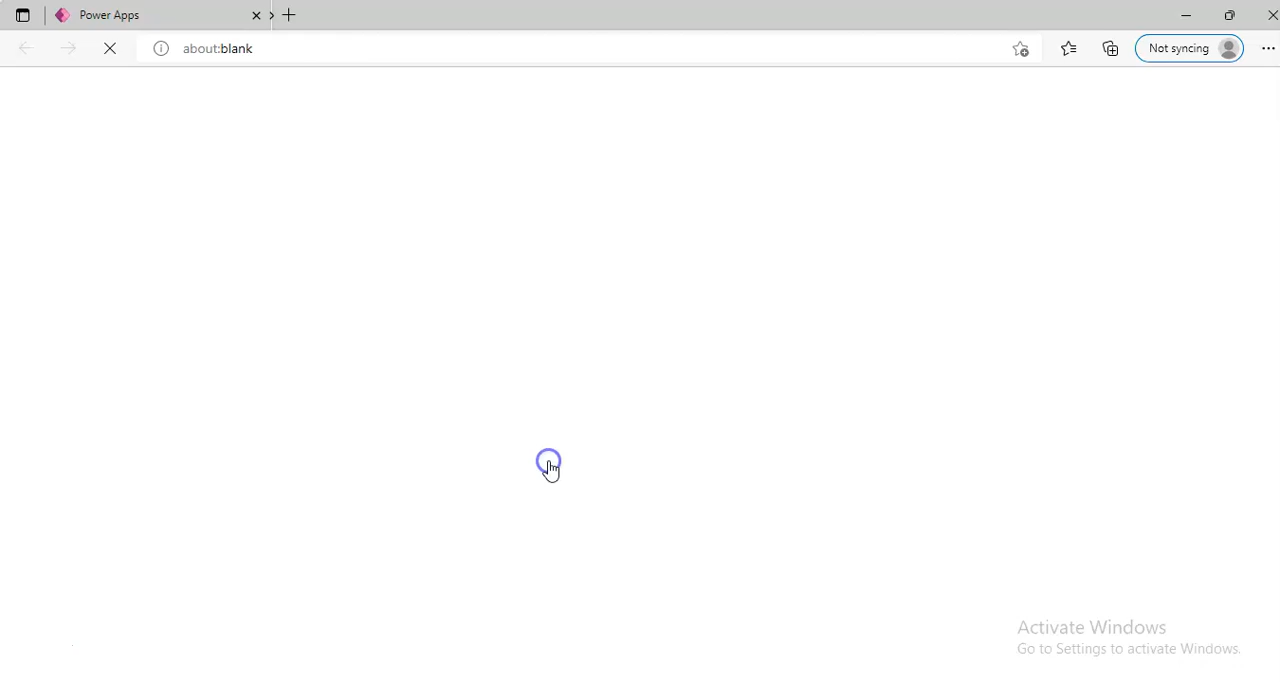 Power Apps
about:blank
Not syncing
Activate Windows
Go to Settings to activate Windows.